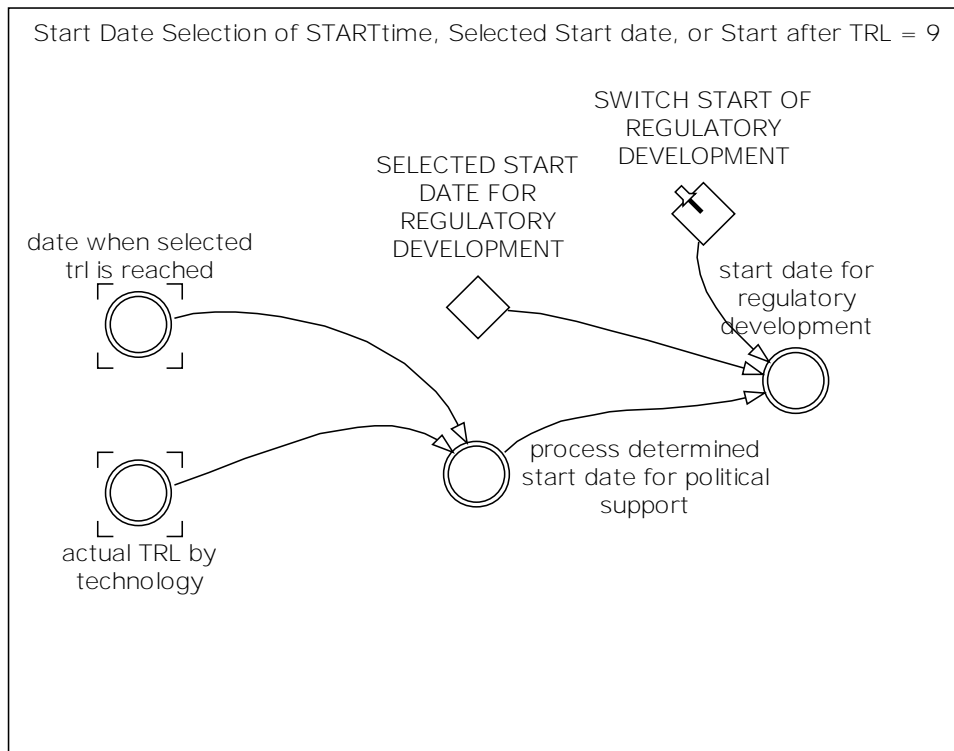 Start Date Selection of STARTtime, Selected Start date, or Start after TRL = 9
SWITCH START OF
REGULATORY
DEVELOPMENT
SELECTED START
DATE FOR
REGULATORY
DEVELOPMENT
date when selected
trl is reached
start date for
regulatory
development
process determined
start date for political
support
actual TRL by
technology